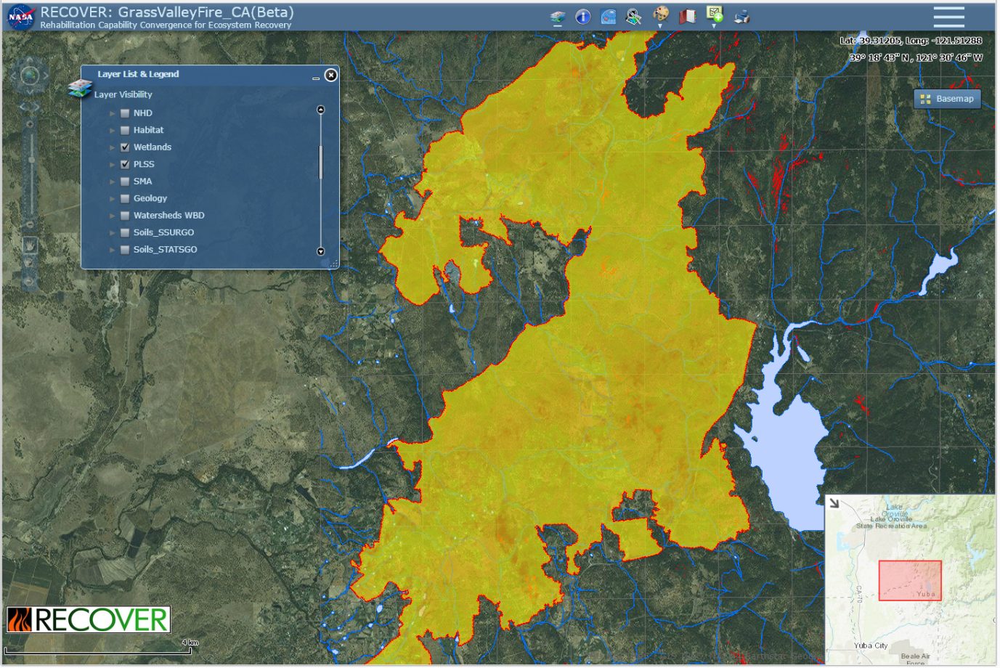 NASA
RECOVER: GrassValleyFire_CA(Beta)
Rehabilitation Capability Convergence for Ecosystem Recovery
Lat: 39.31205, Long: -121.51288
39° 18' 43" N , 121° 30' 46" W
Basemap
Layer List & Legend
Layer Visibility
NHD
Habitat
Wetlands
PLSS
SMA
Geology
Watersheds WBD
Soils_SSURGO
Soils_STATSGO
Lake
Oroville
Lake Oroville
State Recreation Area
CA-70
Yuba
Yuba City
Beale Air
Force
RECOVER
4 km